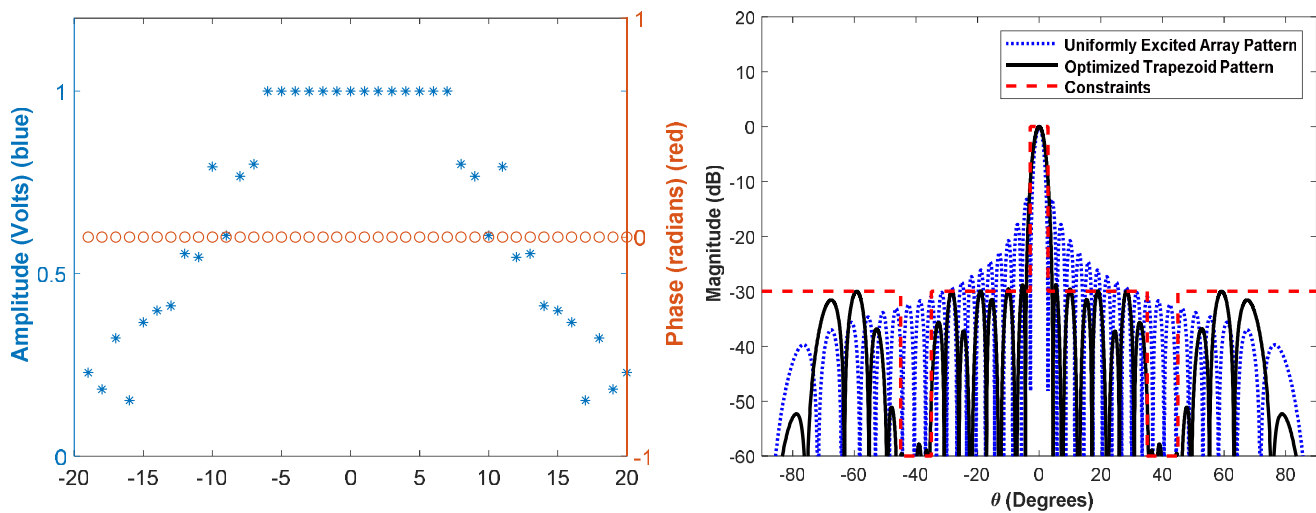 Amplitude (Volts) (blue)
1
0.5
0
-20 -15 -10 -5 0 5 10 15 20
1
0
-1
Phase (radians) (red)
Magnitude (dB)
20
10
0
-10
-20
-30
-40
-50
-60
-80 -60 -40 -20 0 20 40 60 80
θ (Degrees)
Uniformly Excited Array Pattern
Optimized Trapezoid Pattern
Constraints